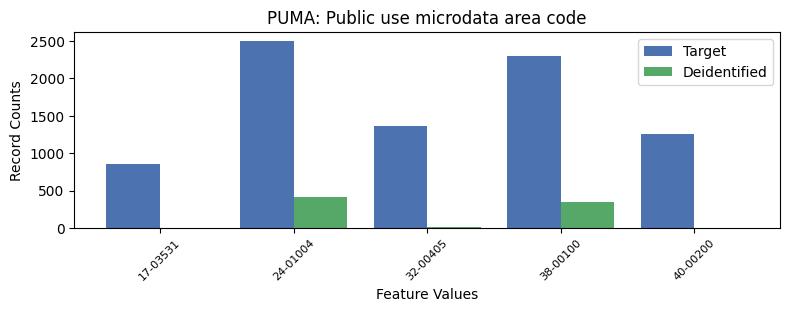 PUMA: Public use microdata area code
2500
2000
1500
1000
500
0
Record Counts
Target
Deidentified
17-03531
24-01004
32-00405
38-00100
40-00200
Feature Values